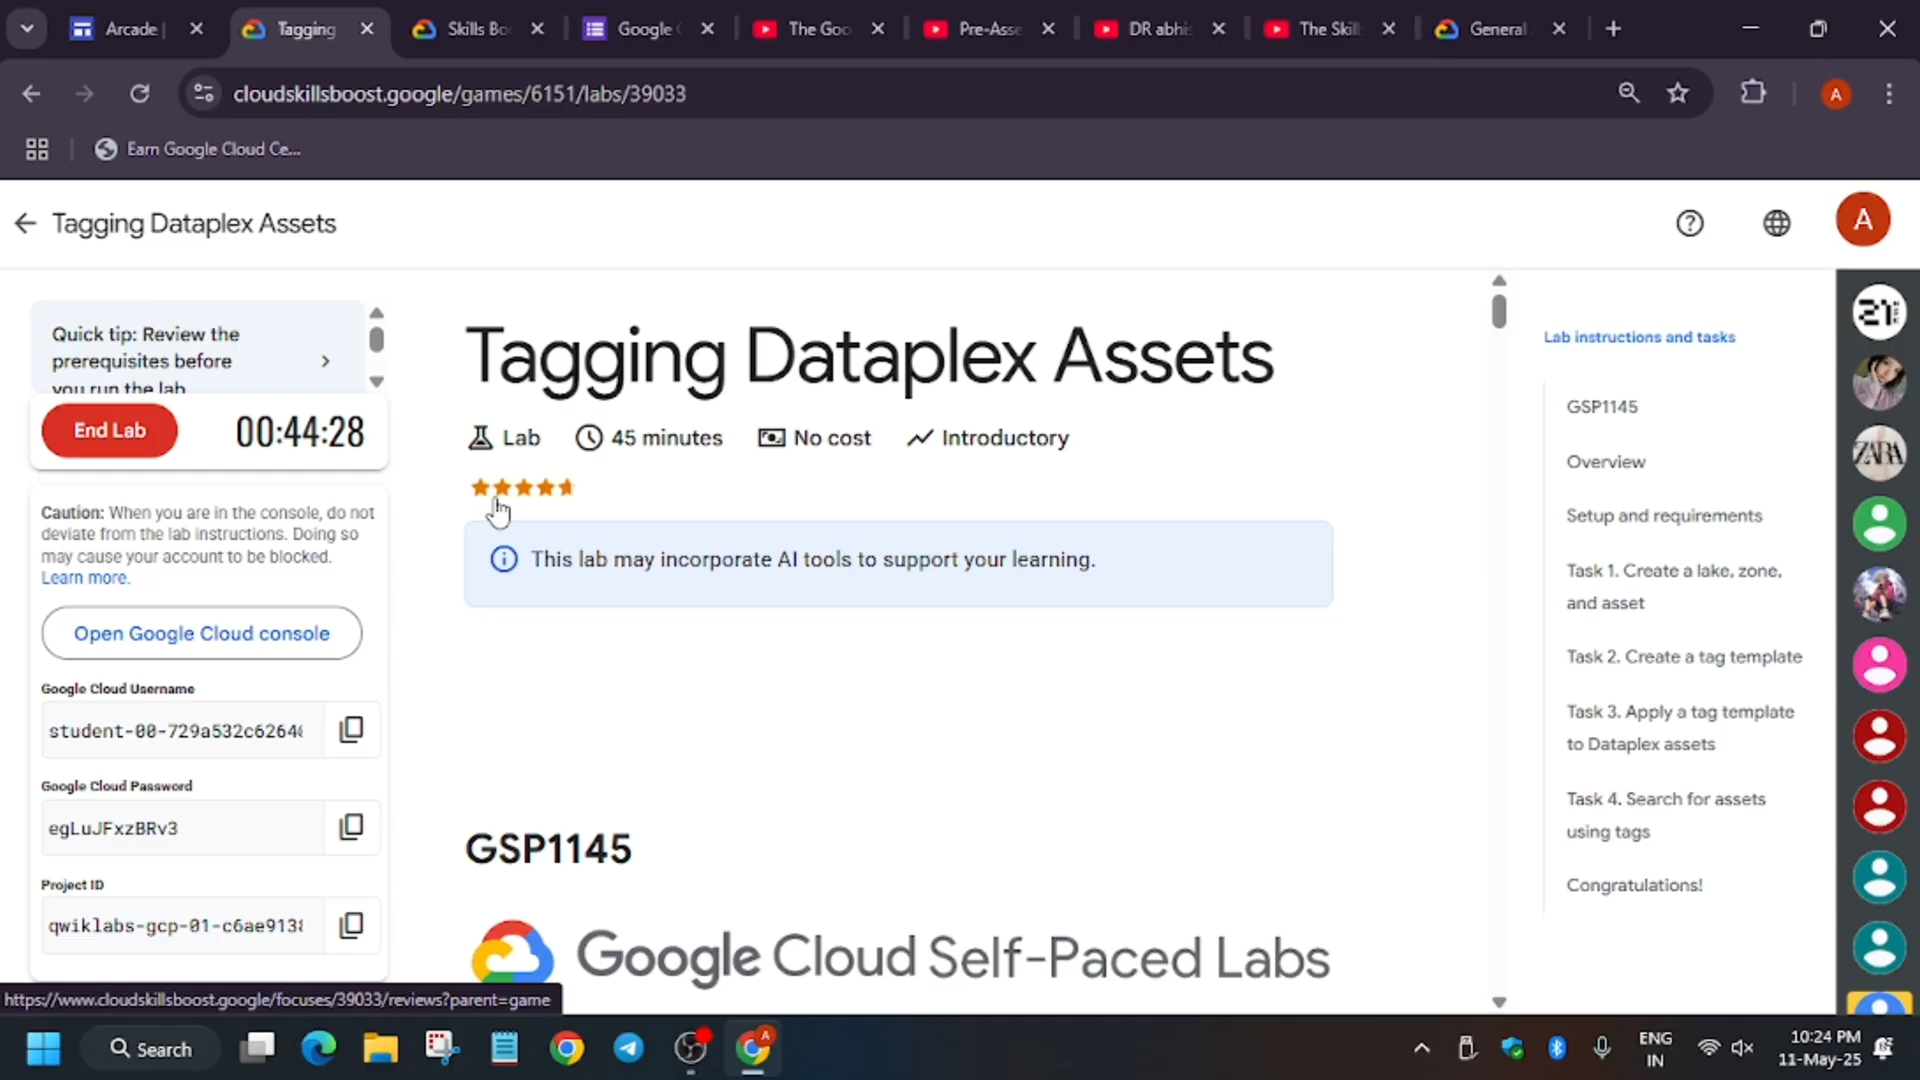 Arcade |
Tagging
Skills Bo
Google C
The Goo
Pre-Asse
DR abhis
The Skill
General
cloudskillsboost.google/games/6151/labs/39033
A
Earn Google Cloud Ce...
Tagging Dataplex Assets
A
Quick tip: Review the
prerequisites before
you run the lab
End Lab
00:44:28
Caution: When you are in the console, do not
deviate from the lab instructions. Doing so
may cause your account to be blocked.
Learn more.
Open Google Cloud console
Google Cloud Username
student-00-729a532c6264
Google Cloud Password
egLuJFxzBRv3
Project ID
qwiklabs-gcp-01-c6ae913
Tagging Dataplex Assets
Lab
45 minutes
No cost
Introductory
This lab may incorporate AI tools to support your learning.
GSP1145
Google Cloud Self-Paced Labs
Lab instructions and tasks
GSP1145
Overview
Setup and requirements
Task 1. Create a lake, zone,
and asset
Task 2. Create a tag template
Task 3. Apply a tag template
to Dataplex assets
Task 4. Search for assets
using tags
Congratulations!
21
ZARA
https://www.cloudskillsboost.google/focuses/39033/reviews?parent=game
Search
A
ENG
IN
10:24 PM
11-May-25